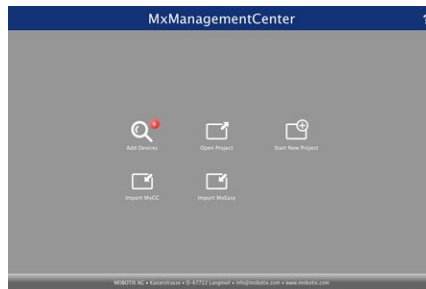 MxManagementCenter
?
6
Add Devices
Open Project
Start New Project
Import MxCC
Import MxEasy
MOBOTIX AG • Kaiserstrasse • D-67722 Langmeil • info@mobotix.com • www.mobotix.com